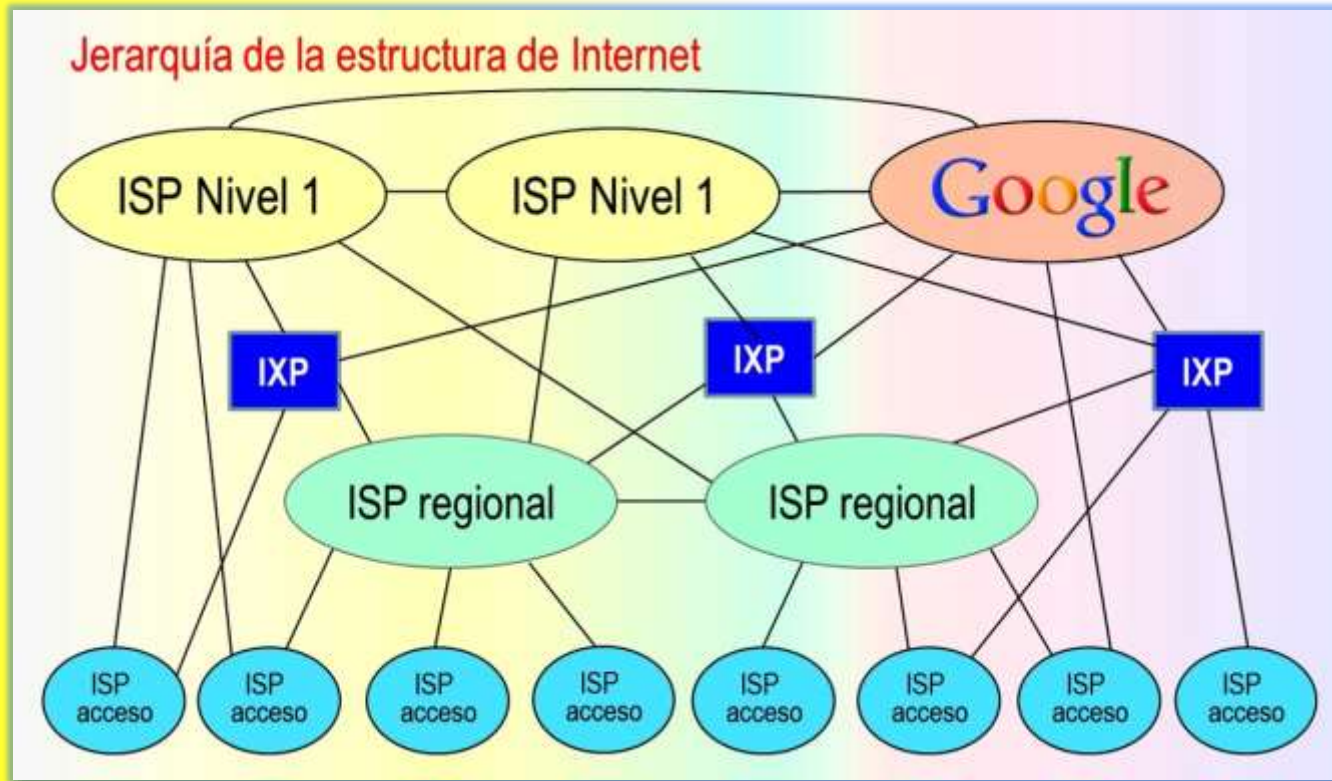 Jerarquía de la estructura de Internet
ISP Nivel 1
ISP Nivel 1
Google
IXP
IXP
IXP
ISP regional
ISP regional
ISP
acceso
ISP
acceso
ISP
acceso
ISP
acceso
ISP
acceso
ISP
acceso
ISP
acceso
ISP
acceso